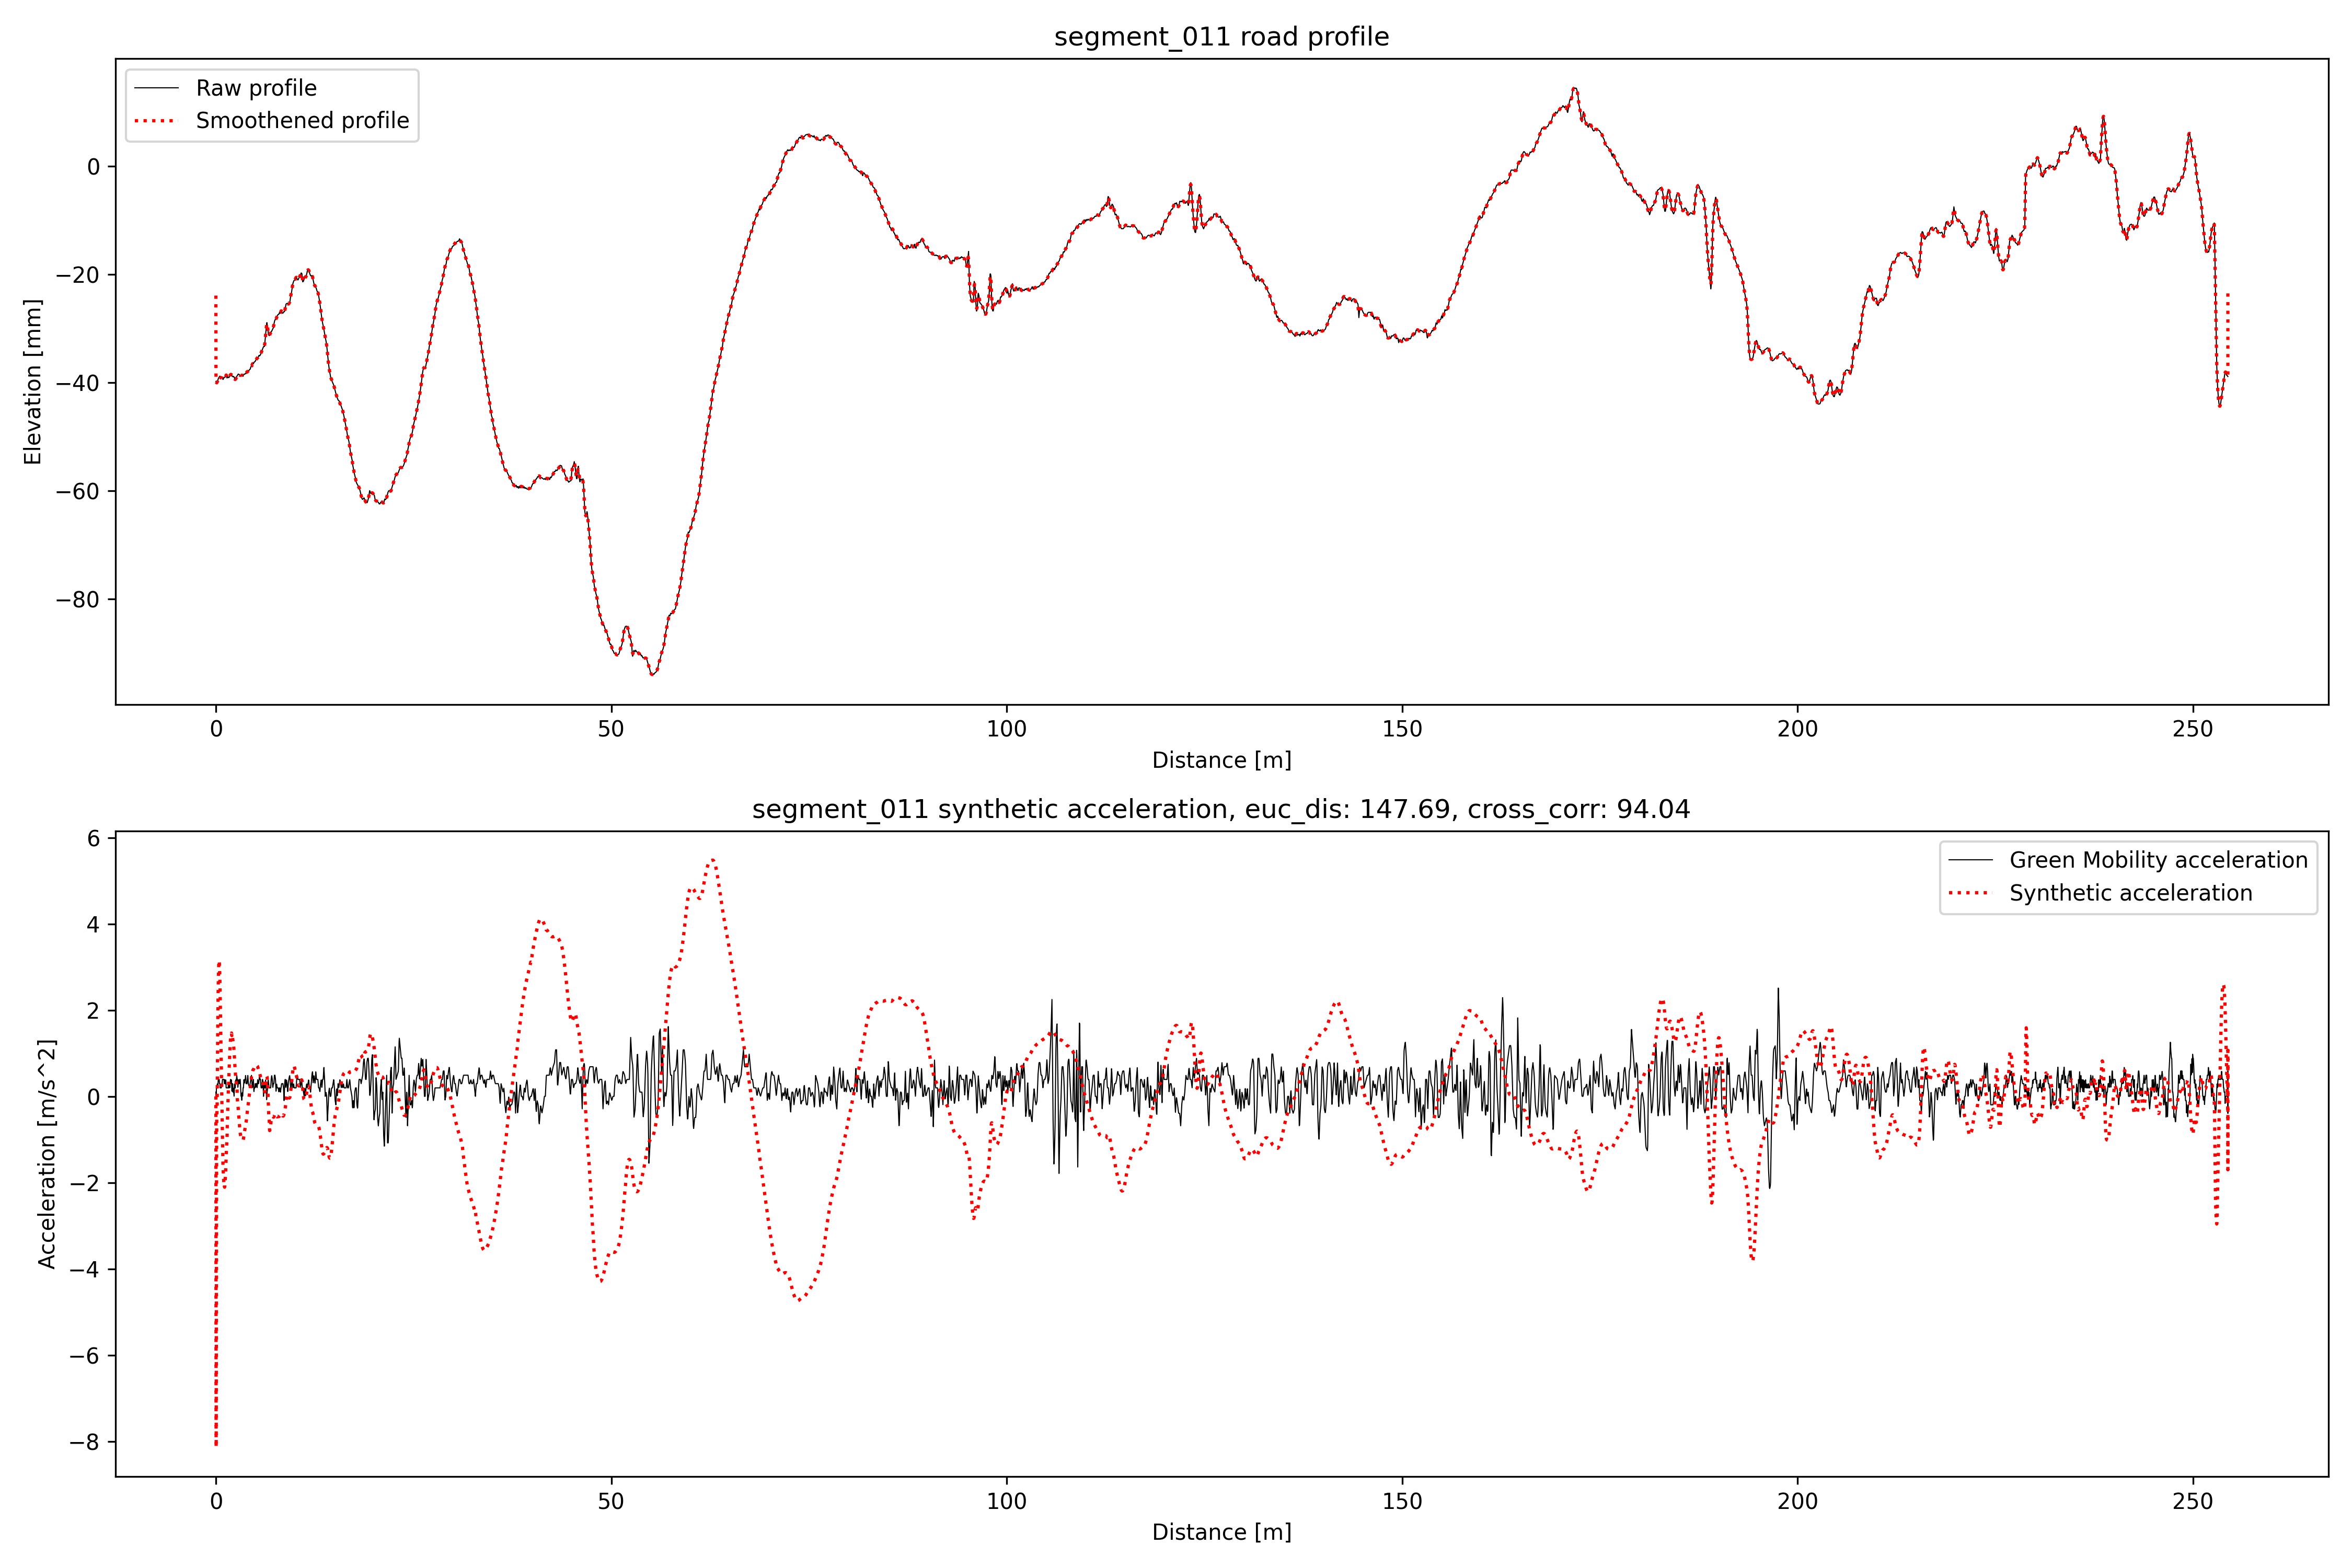 segment_011 road profile
Raw profile
Smoothened profile
Elevation [mm]
0
−20
−40
−60
−80
0 50 100 150 200 250
Distance [m]
segment_011 synthetic acceleration, euc_dis: 147.69, cross_corr: 94.04
Green Mobility acceleration
Synthetic acceleration
Acceleration [m/s^2]
6
4
2
0
−2
−4
−6
−8
0 50 100 150 200 250
Distance [m]